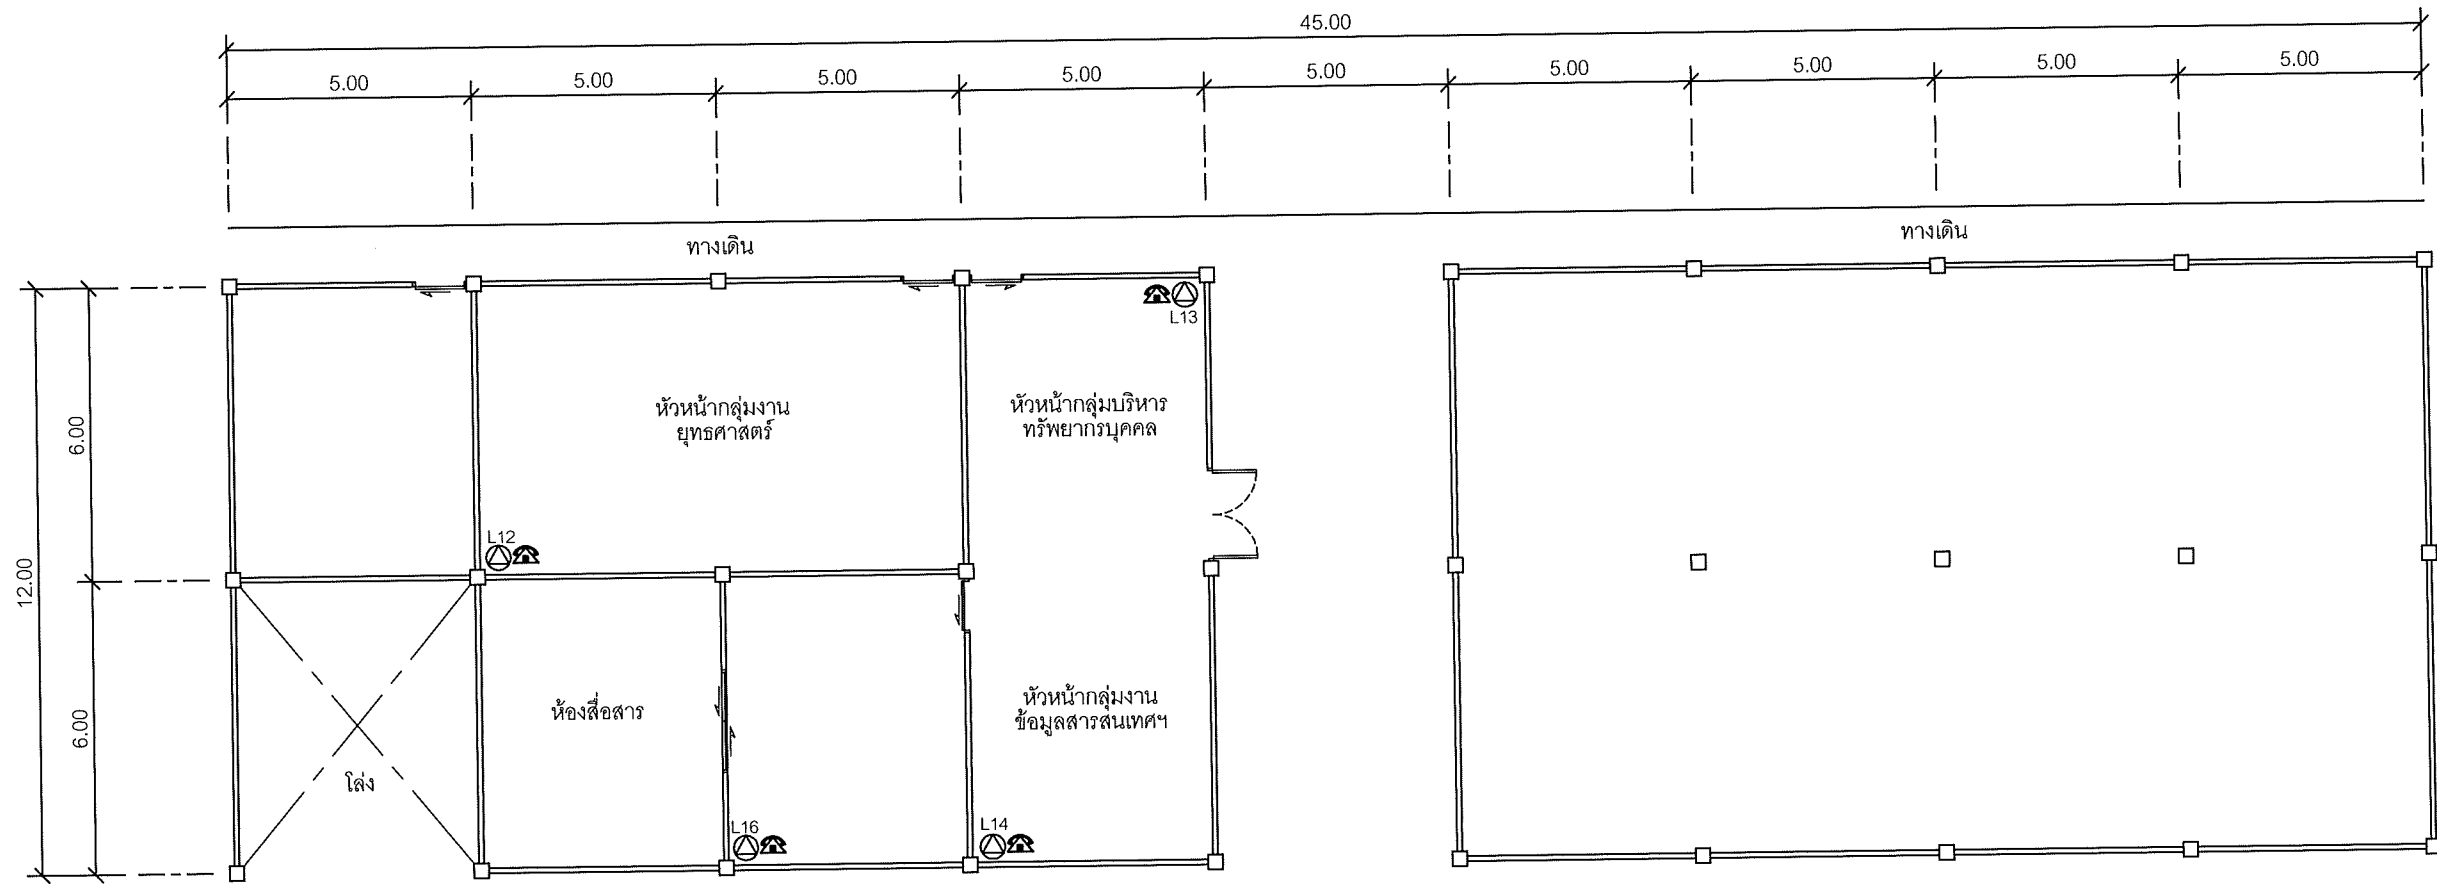 45.00
5.00 5.00 5.00 5.00 5.00 5.00 5.00 5.00 5.00
ทางเดิน
ทางเดิน
L13
6.00
12.00
6.00
หัวหน้ากลุ่มงาน
ยุทธศาสตร์
หัวหน้ากลุ่มบริหาร
ทรัพยากรบุคคล
L12
ห้องสื่อสาร
หัวหน้ากลุ่มงาน
ข้อมูลสารสนเทศฯ
โล่ง
L16
L14